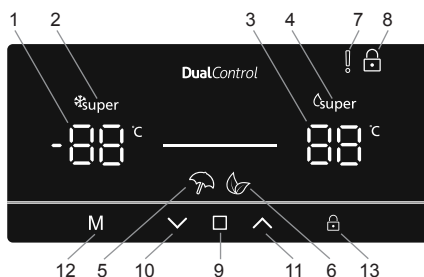 1 2 3 4 7 8
DualControl
super super
-88 °C 88 °C
M
12 5 10 9 11 6 13